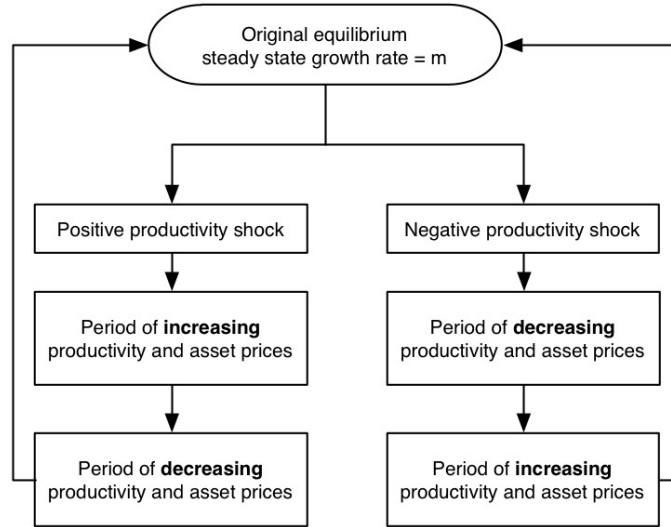 Original equilibrium
steady state growth rate = m
Positive productivity shock
Negative productivity shock
Period of increasing
productivity and asset prices
Period of decreasing
productivity and asset prices
Period of decreasing
productivity and asset prices
Period of increasing
productivity and asset prices